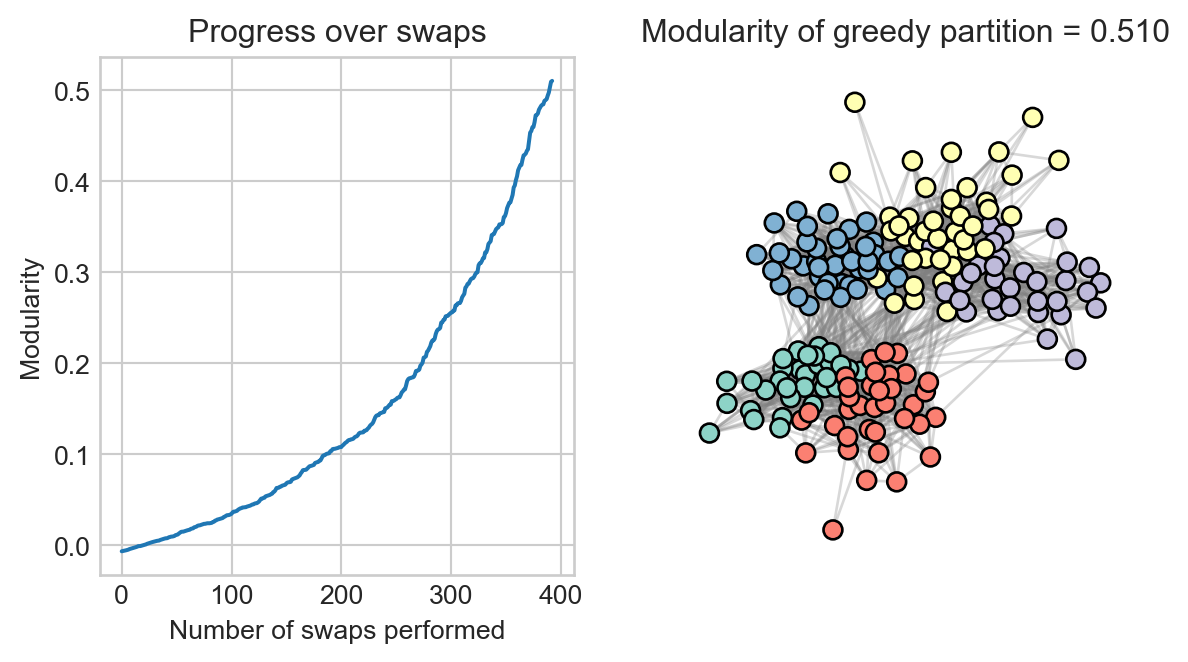 Progress over swaps
Modularity of greedy partition = 0.510
Modularity
0.5
0.4
0.3
0.2
0.1
0.0
0 100 200 300 400
Number of swaps performed